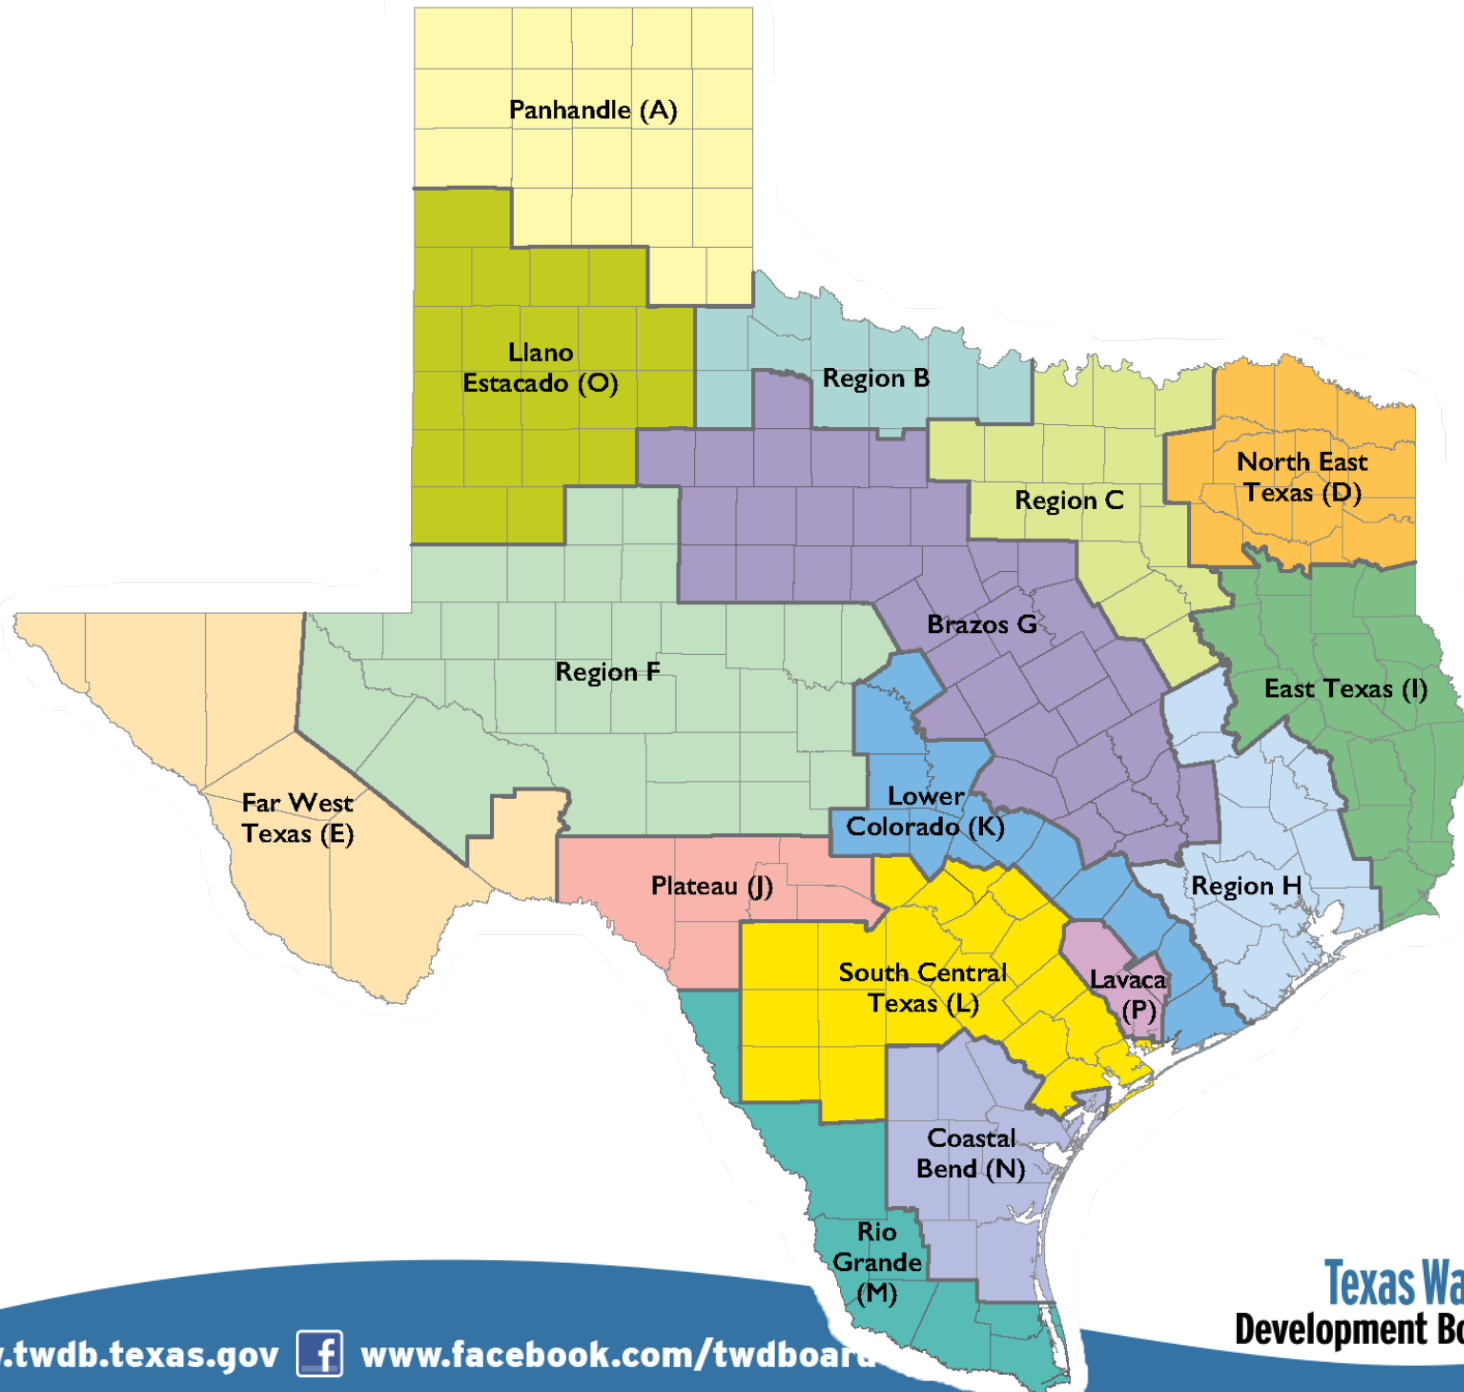 Panhandle (A)
Llano
Estacado (O)
Region B
North East
Texas (D)
Region C
Brazos G
Region F
East Texas (I)
Far West
Texas (E)
Lower
Colorado (K)
Plateau (J)
Region H
South Central
Texas (L)
Lavaca
(P)
Coastal
Bend (N)
Rio
Grande
(M)
Texas Wa
Development Bo
.twdb.texas.gov f www.facebook.com/twdboard